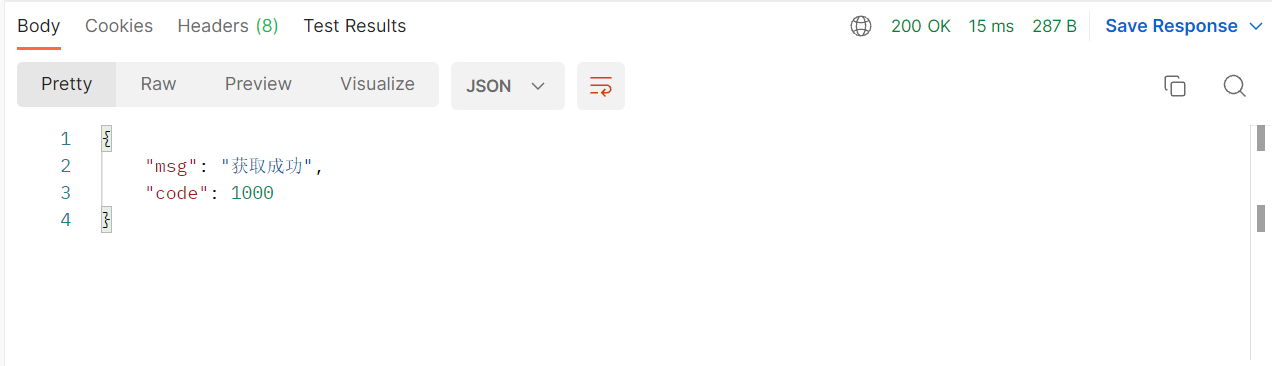 Body Cookies Headers (8) Test Results 200 OK 15 ms 287 B Save Response
Pretty Raw Preview Visualize JSON
1 {
2 "msg": "获取成功",
3 "code": 1000
4 }